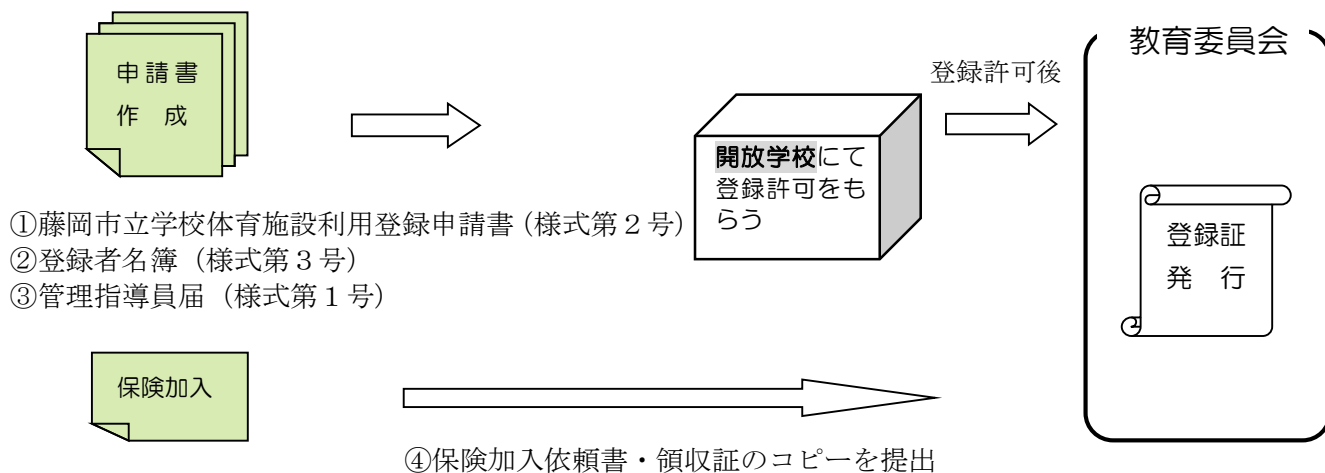 申請書
作　成
開放学校にて
登録許可をも
らう
登録許可後
教育委員会
登録証
発　行
①藤岡市立学校体育施設利用登録申請書（様式第２号）
②登録者名簿（様式第３号）
③管理指導員届（様式第１号）
保険加入
④保険加入依頼書・領収証のコピーを提出